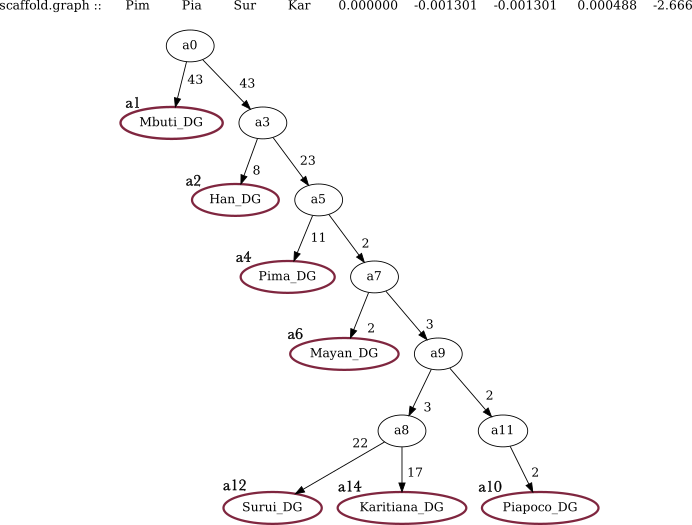 scaffold.graph :: Pim Pia Sur Kar 0.000000 -0.001301 -0.001301 0.000488 -2.666
a0
43 43
a1
Mbuti_DG a3
8 23
a2
Han_DG a5
11 2
a4
Pima_DG a7
2 3
a6
Mayan_DG a9
3 2
a8 a11
22 17 2
a12 a14 a10
Surui_DG Karitiana_DG Piapoco_DG